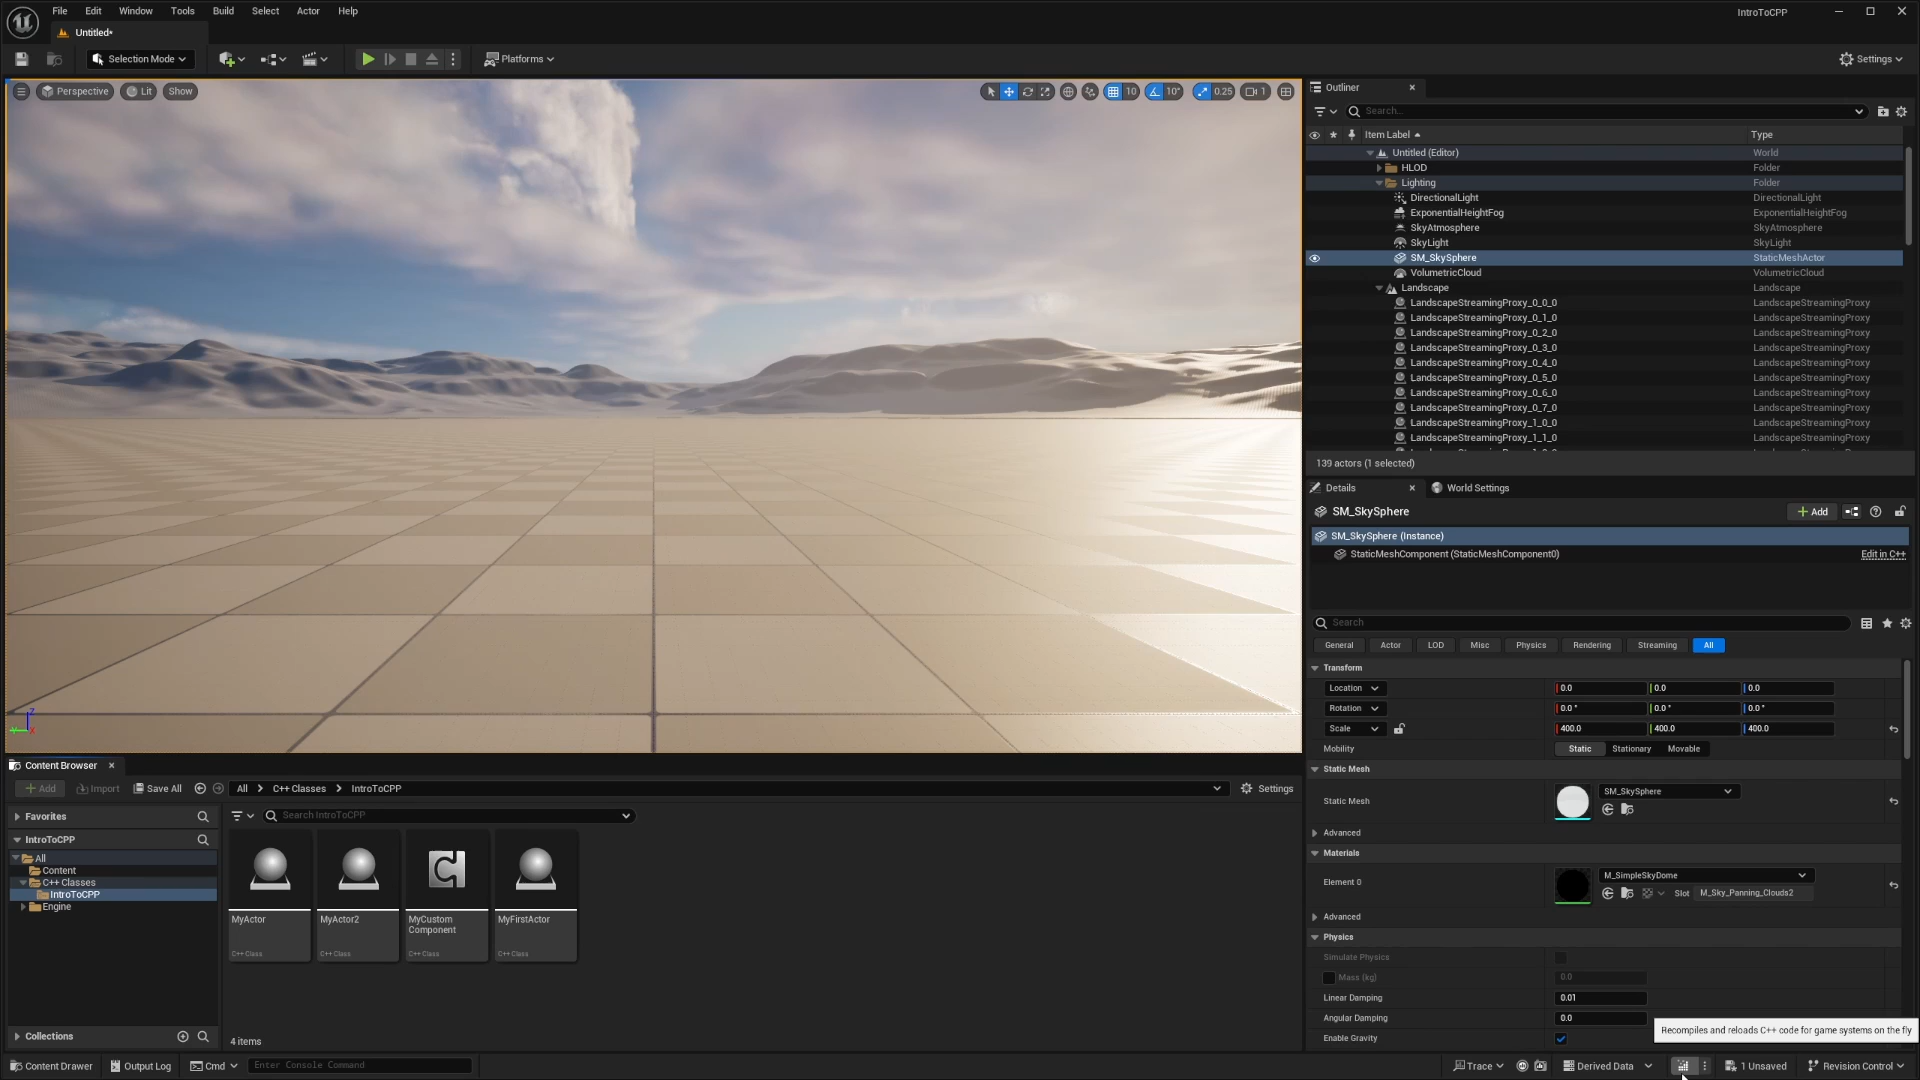 File Edit Window Tools Build Select Actor Help
IntroToCPP
Untitled*
Selection Mode
Platforms
Settings
Perspective
Lit
Show
10
10°
0.25
1
Outliner
Search...
Item Label
Type
Untitled (Editor) World
HLOD Folder
Lighting Folder
DirectionalLight DirectionalLight
ExponentialHeightFog ExponentialHeightFog
SkyAtmosphere SkyAtmosphere
SkyLight SkyLight
SM_SkySphere StaticMeshActor
VolumetricCloud VolumetricCloud
Landscape Landscape
LandscapeStreamingProxy_0_0_0 LandscapeStreamingProxy
LandscapeStreamingProxy_0_1_0 LandscapeStreamingProxy
LandscapeStreamingProxy_0_2_0 LandscapeStreamingProxy
LandscapeStreamingProxy_0_3_0 LandscapeStreamingProxy
LandscapeStreamingProxy_0_4_0 LandscapeStreamingProxy
LandscapeStreamingProxy_0_5_0 LandscapeStreamingProxy
LandscapeStreamingProxy_0_6_0 LandscapeStreamingProxy
LandscapeStreamingProxy_0_7_0 LandscapeStreamingProxy
LandscapeStreamingProxy_1_0_0 LandscapeStreamingProxy
LandscapeStreamingProxy_1_1_0 LandscapeStreamingProxy
139 actors (1 selected)
Details
World Settings
SM_SkySphere
Add
SM_SkySphere (Instance)
StaticMeshComponent (StaticMeshComponent0)
Edit in C++
Search
General Actor LOD Misc Physics Rendering Streaming All
Transform
Location 0.0 0.0 0.0
Rotation 0.0 ° 0.0 ° 0.0 °
Scale 400.0 400.0 400.0
Mobility Static Stationary Movable
Static Mesh
Static Mesh SM_SkySphere
Advanced
Materials
Element 0 M_SimpleSkyDome
Slot M_Sky_Panning_Clouds2
Advanced
Physics
Simulate Physics
Mass (kg) 0.0
Linear Damping 0.01
Angular Damping 0.0
Enable Gravity
Recompiles and reloads C++ code for game systems on the fly
Z
Y
X
Content Browser
Add
Import
Save All
All
C++ Classes
IntroToCPP
Settings
Favorites
IntroToCPP
All
Content
C++ Classes
IntroToCPP
Engine
Collections
Search IntroToCPP
MyActor
C++ Class
MyActor2
C++ Class
MyCustom
Component
C++ Class
MyFirstActor
C++ Class
4 items
Content Drawer
Output Log
Cmd
Enter Console Command
Trace
Derived Data
1 Unsaved
Revision Control